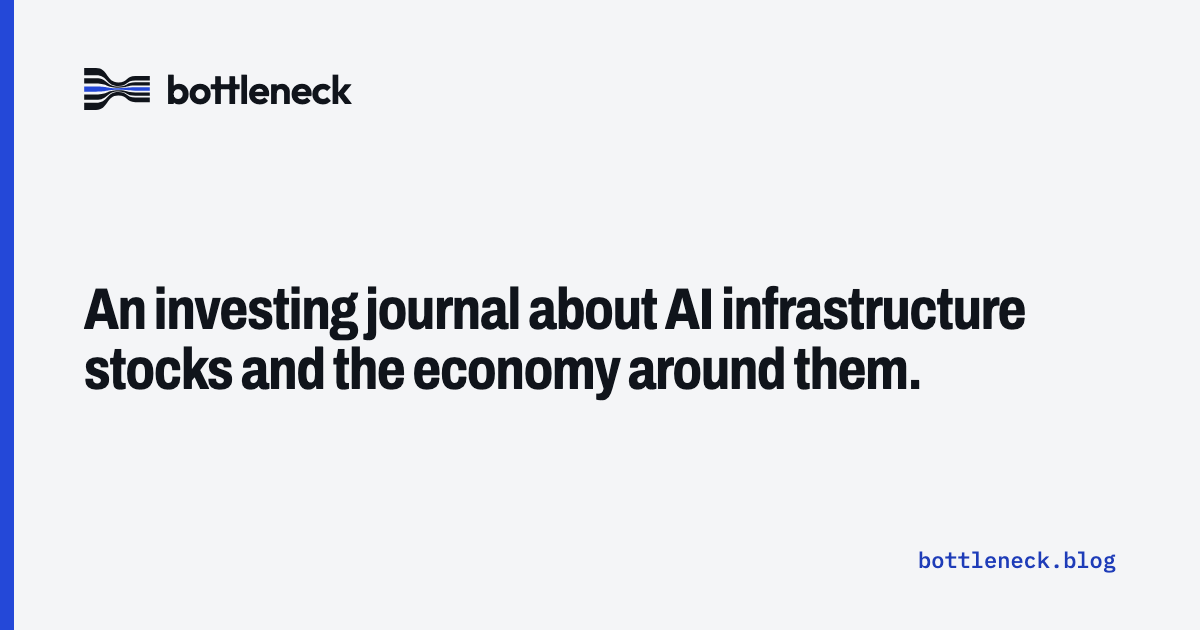 bottleneck
An investing journal about AI infrastructure
stocks and the economy around them.
bottleneck.blog